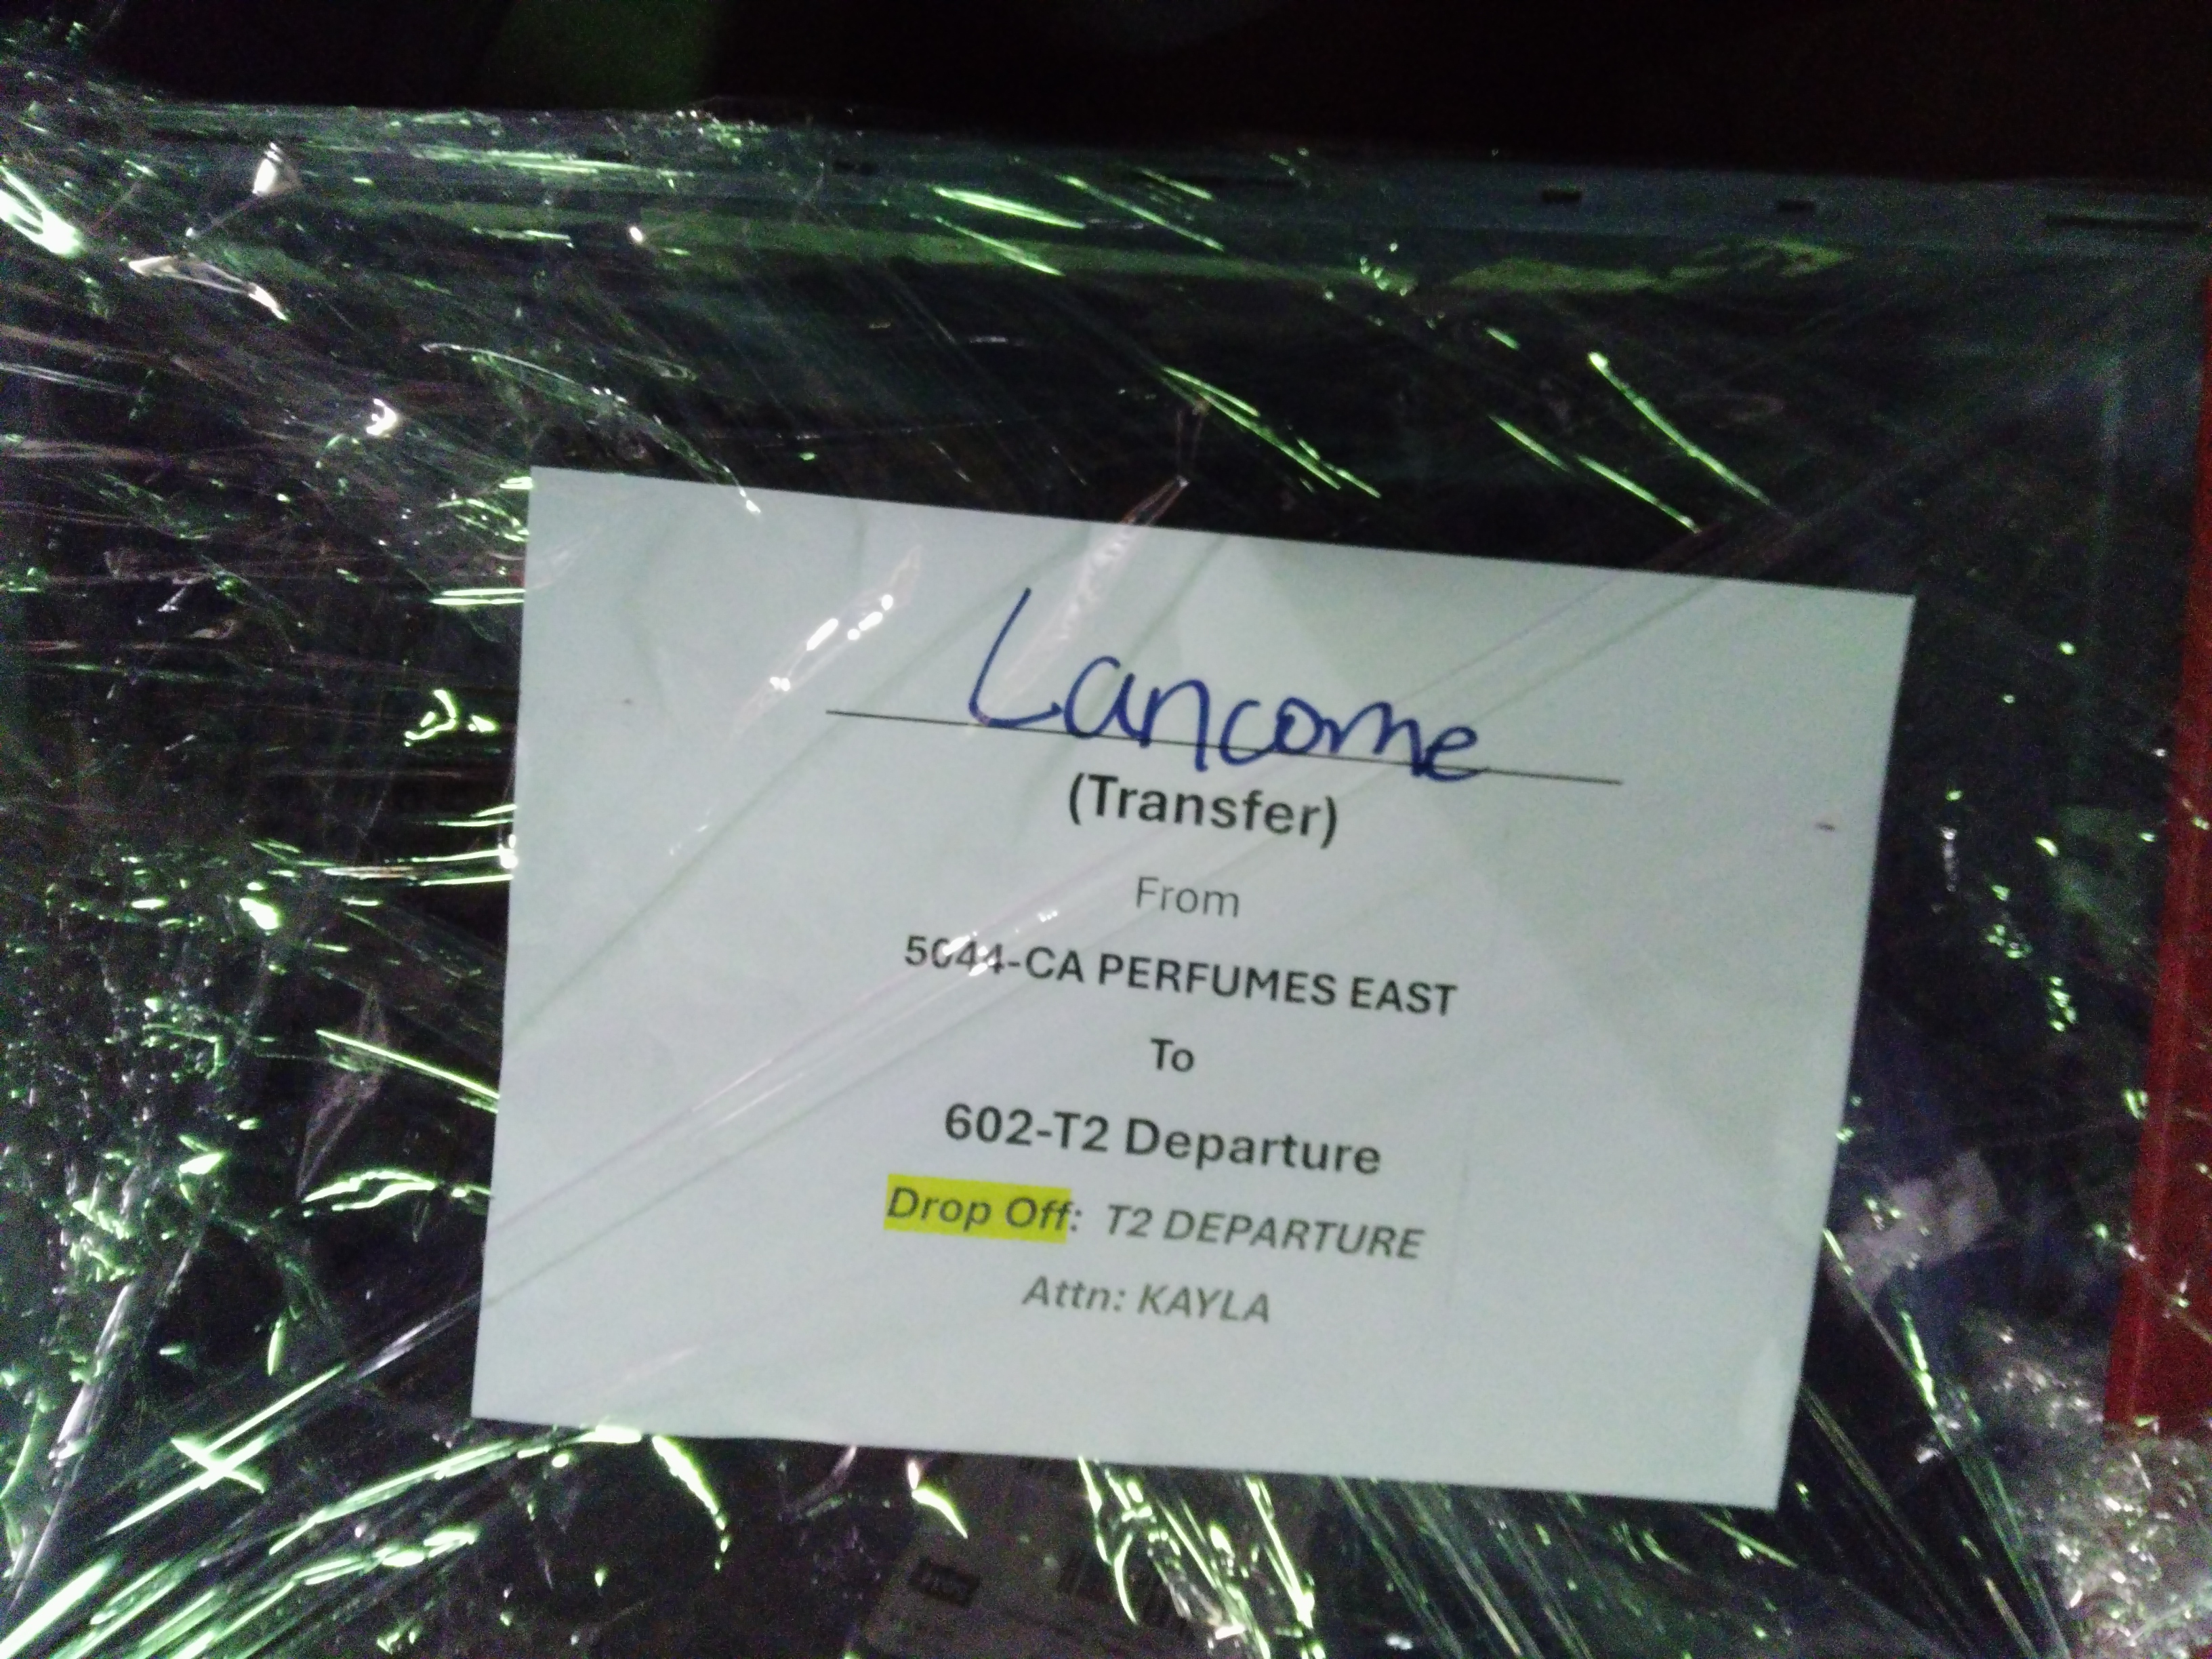 Lancome
(Transfer)
From
5044-CA PERFUMES EAST
To
602-T2 Departure
Drop Off: T2 DEPARTURE
Attn: KAYLA